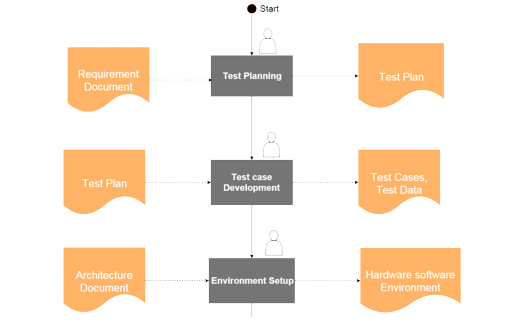 Start
Requirement
Document
Test Planning
Test Plan
Test Plan
Test case
Development
Test Cases,
Test Data
Architecture
Document
Environment Setup
Hardware software
Environment